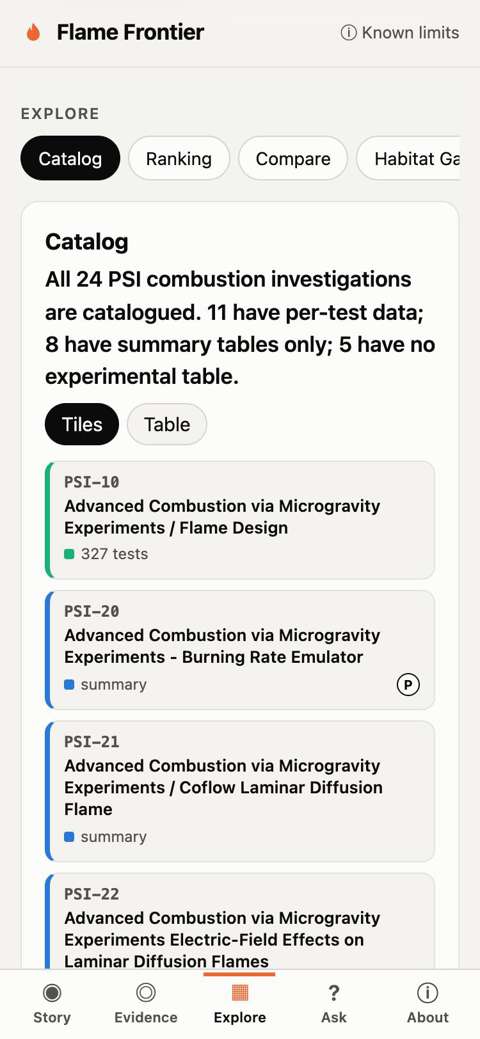 Flame Frontier
ⓘ Known limits
EXPLORE
Catalog
Ranking
Compare
Habitat Ga
Catalog
All 24 PSI combustion investigations
are catalogued. 11 have per-test data;
8 have summary tables only; 5 have no
experimental table.
Tiles
Table
PSI-10
Advanced Combustion via Microgravity
Experiments / Flame Design
327 tests
PSI-20
Advanced Combustion via Microgravity
Experiments - Burning Rate Emulator
summary
P
PSI-21
Advanced Combustion via Microgravity
Experiments / Coflow Laminar Diffusion
Flame
summary
PSI-22
Advanced Combustion via Microgravity
Experiments Electric-Field Effects on
Laminar Diffusion Flames
Story
Evidence
Explore
? Ask
ⓘ About